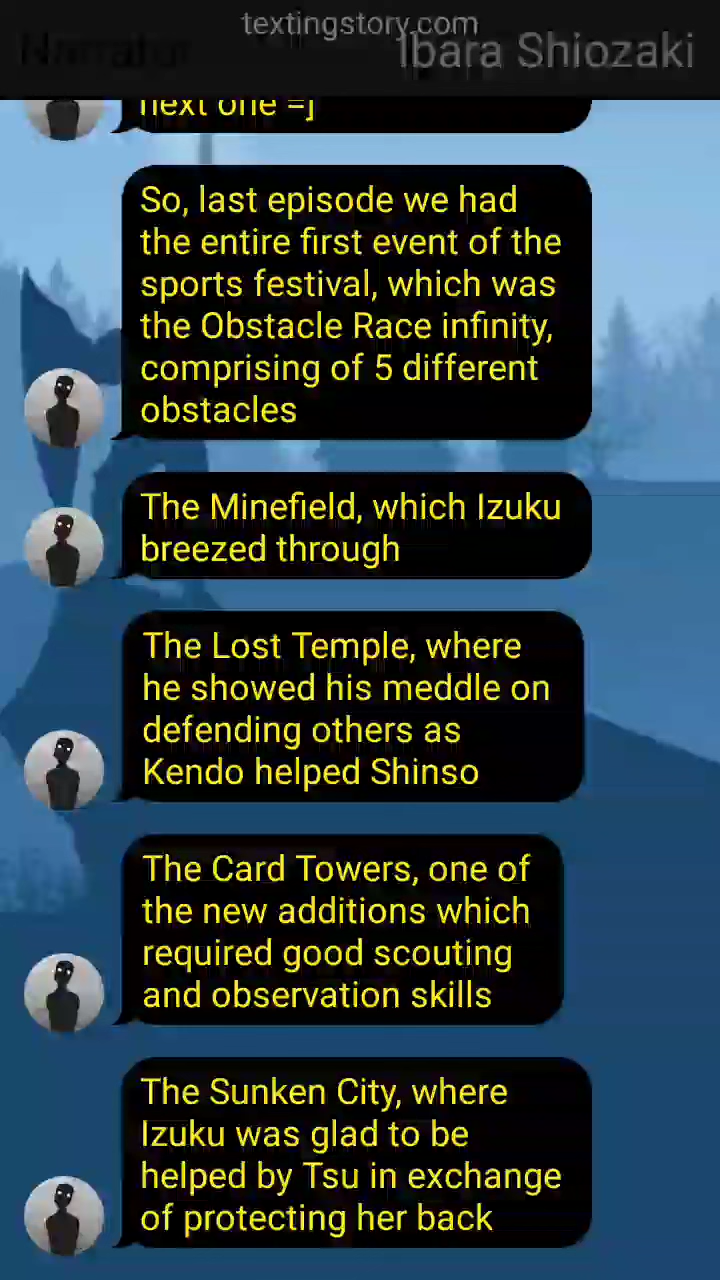 textingstory.com
Narrator
Ibara Shiozaki
next one =]
So, last episode we had
the entire first event of the
sports festival, which was
the Obstacle Race infinity,
comprising of 5 different
obstacles
The Minefield, which Izuku
breezed through
The Lost Temple, where
he showed his meddle on
defending others as
Kendo helped Shinso
The Card Towers, one of
the new additions which
required good scouting
and observation skills
The Sunken City, where
Izuku was glad to be
helped by Tsu in exchange
of protecting her back